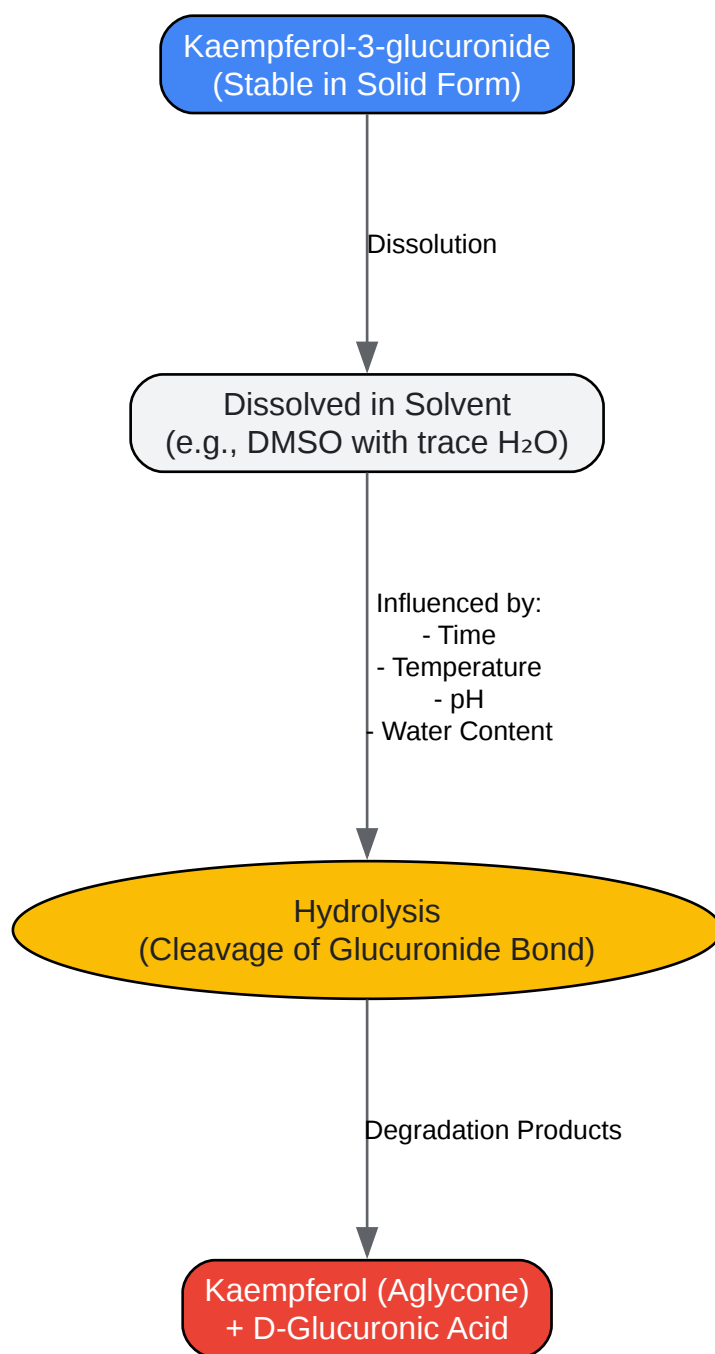 Kaempferol-3-glucuronide
(Stable in Solid Form)
Dissolution
Dissolved in Solvent
(e.g., DMSO with trace H₂O)
Influenced by:
- Time
- Temperature
- pH
- Water Content
Hydrolysis
(Cleavage of Glucuronide Bond)
Degradation Products
Kaempferol (Aglycone)
+ D-Glucuronic Acid